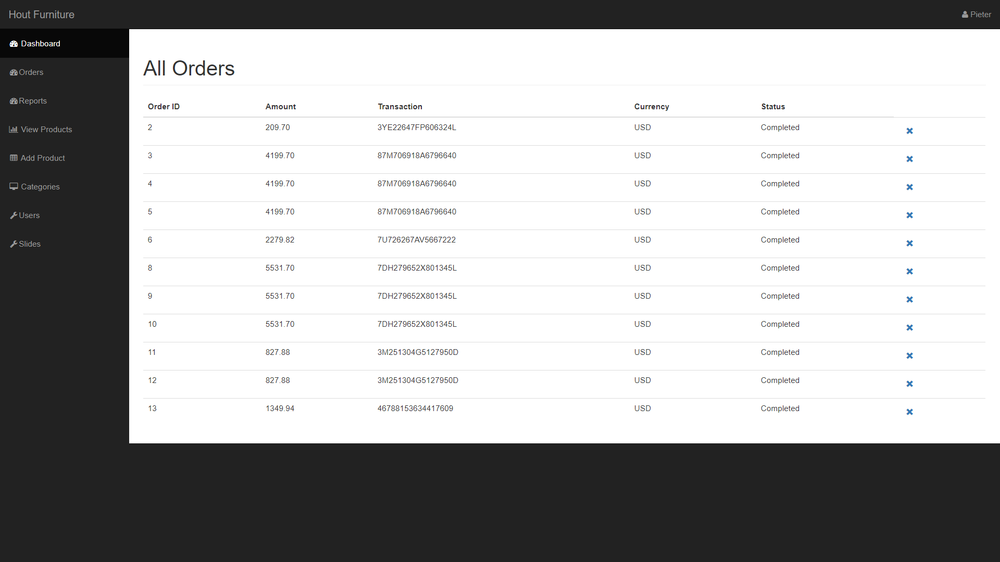 Hout Furniture
Pieter
Dashboard
Orders
Reports
View Products
Add Product
Categories
Users
Slides
All Orders
Order ID Amount Transaction Currency Status
2 209.70 3YE22647FP606324L USD Completed
3 4199.70 87M706918A6796640 USD Completed
4 4199.70 87M706918A6796640 USD Completed
5 4199.70 87M706918A6796640 USD Completed
6 2279.82 7U726267AV5667222 USD Completed
8 5531.70 7DH279652X801345L USD Completed
9 5531.70 7DH279652X801345L USD Completed
10 5531.70 7DH279652X801345L USD Completed
11 827.88 3M251304G5127950D USD Completed
12 827.88 3M251304G5127950D USD Completed
13 1349.94 46788153634417609 USD Completed